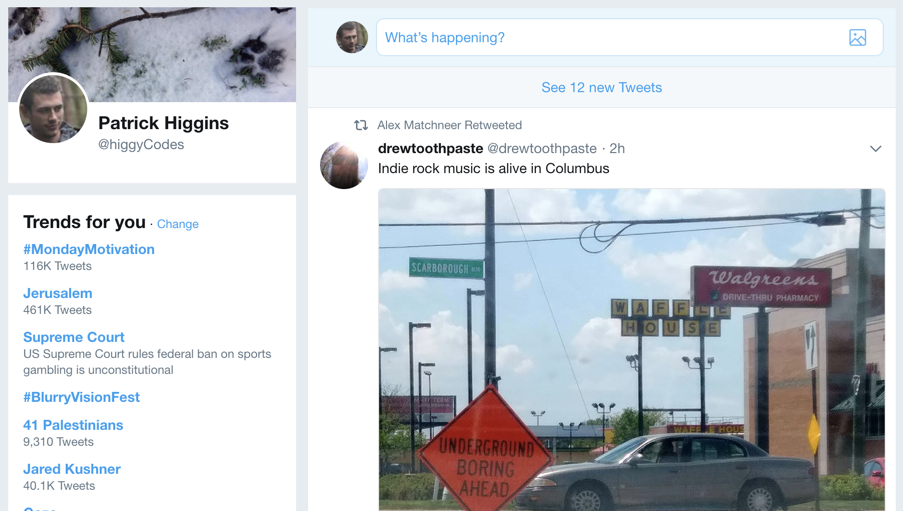 Patrick Higgins
@higgyCodes
Trends for you · Change
#MondayMotivation
116K Tweets
Jerusalem
461K Tweets
Supreme Court
US Supreme Court rules federal ban on sports
gambling is unconstitutional
#BlurryVisionFest
41 Palestinians
9,310 Tweets
Jared Kushner
40.1K Tweets
What's happening?
See 12 new Tweets
Alex Matchneer Retweeted
drewtoothpaste @drewtoothpaste · 2h
Indie rock music is alive in Columbus
SCARBOROUGH BLVD
Walgreens
DRIVE-THRU PHARMACY
WAFFLE
HOUSE
WAFFLE HOUSE
UNDERGROUND
BORING
AHEAD